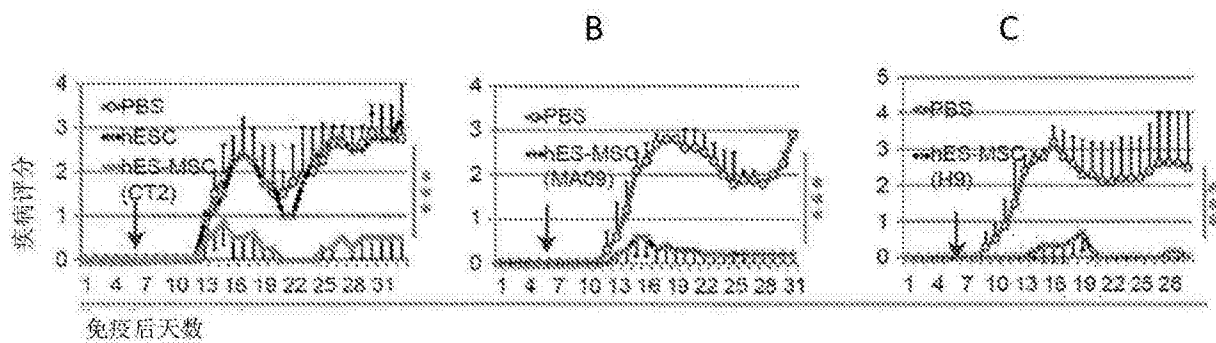 B
C
4
3
2
1
0
PBS
hESC
hES-MSC
(CT2)
1 4 7 10 13 16 19 22 25 28 31
4
3
2
1
0
PBS
hES-MSC
(MA09)
1 4 7 10 13 16 19 22 25 28 31
5
4
3
2
1
0
PBS
hES-MSC
(H9)
1 4 7 10 13 16 19 22 25 28
疾病评分
***
***
***
免疫后天数